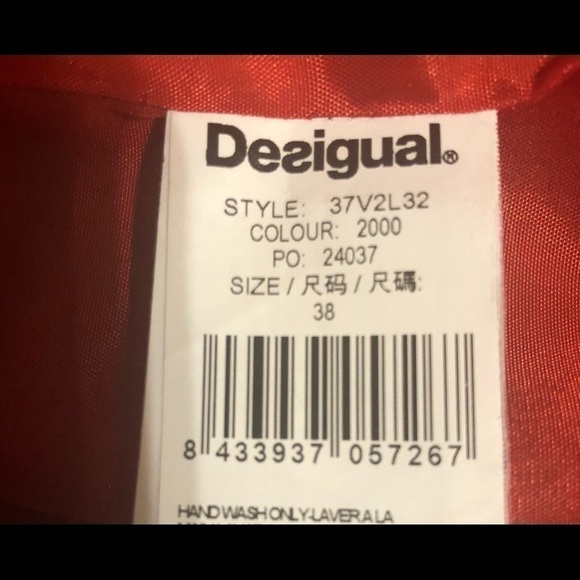 Desigual®
STYLE: 37V2L32
COLOUR: 2000
PO: 24037
SIZE / 尺码 / 尺碼:
38
8 433937 057267
HAND WASH ONLY-LAVER A LA